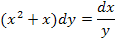 (x² + x)dy = dx/y